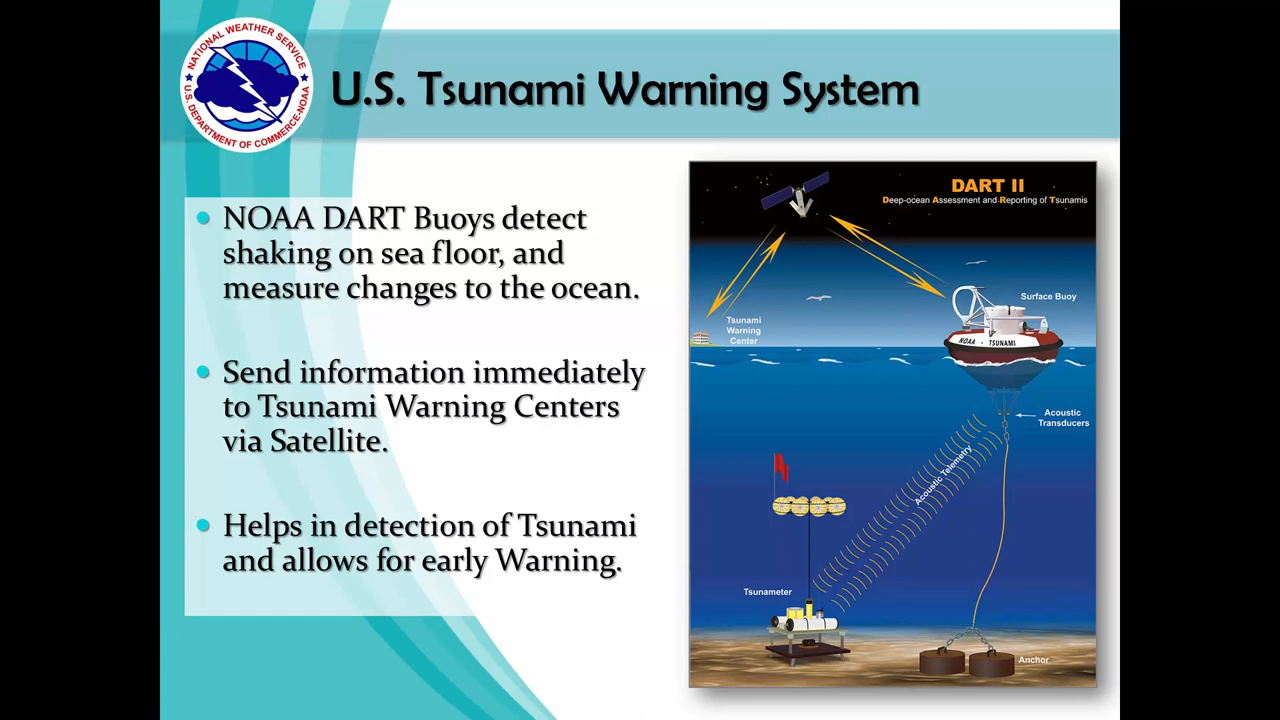 NATIONAL WEATHER SERVICE
U.S. DEPARTMENT OF COMMERCE-NOAA
U.S. Tsunami Warning System
NOAA DART Buoys detect
shaking on sea floor, and
measure changes to the ocean.
Send information immediately
to Tsunami Warning Centers
via Satellite.
Helps in detection of Tsunami
and allows for early Warning.
DART II
Deep-ocean Assessment and Reporting of Tsunamis
Surface Buoy
Tsunami
Warning
Center
NOAA - TSUNAMI
Acoustic
Transducers
Acoustic Telemetry
Tsunameter
Anchor